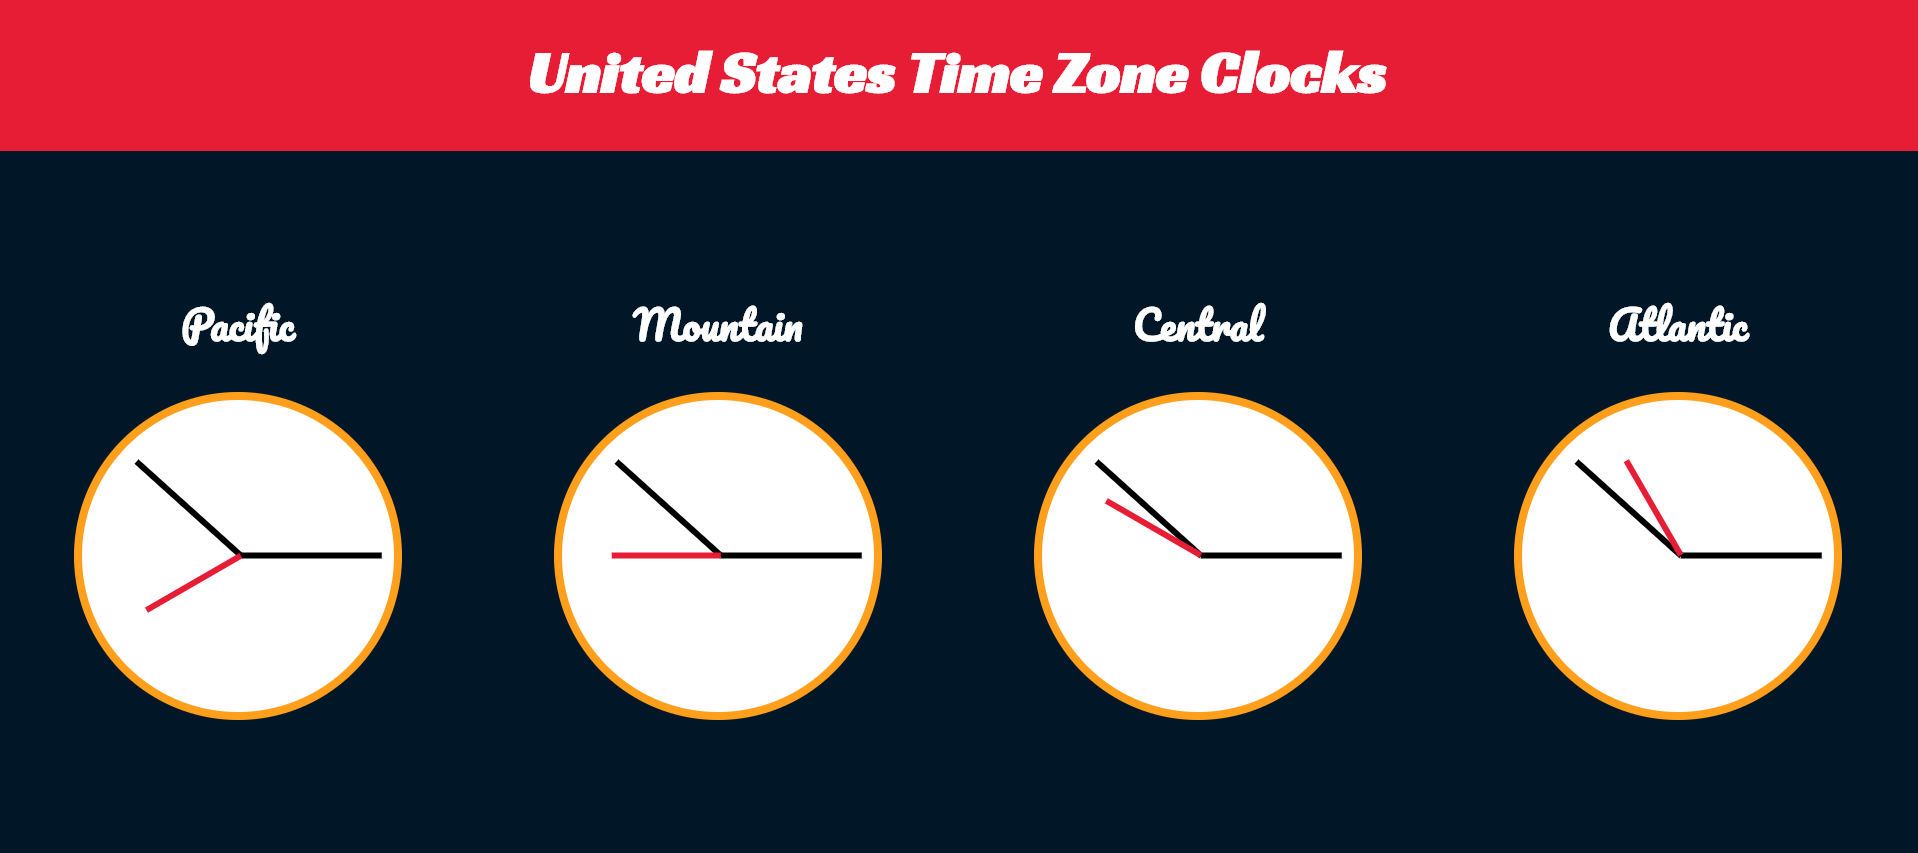 United States Time Zone Clocks
Pacific
Mountain
Central
Atlantic